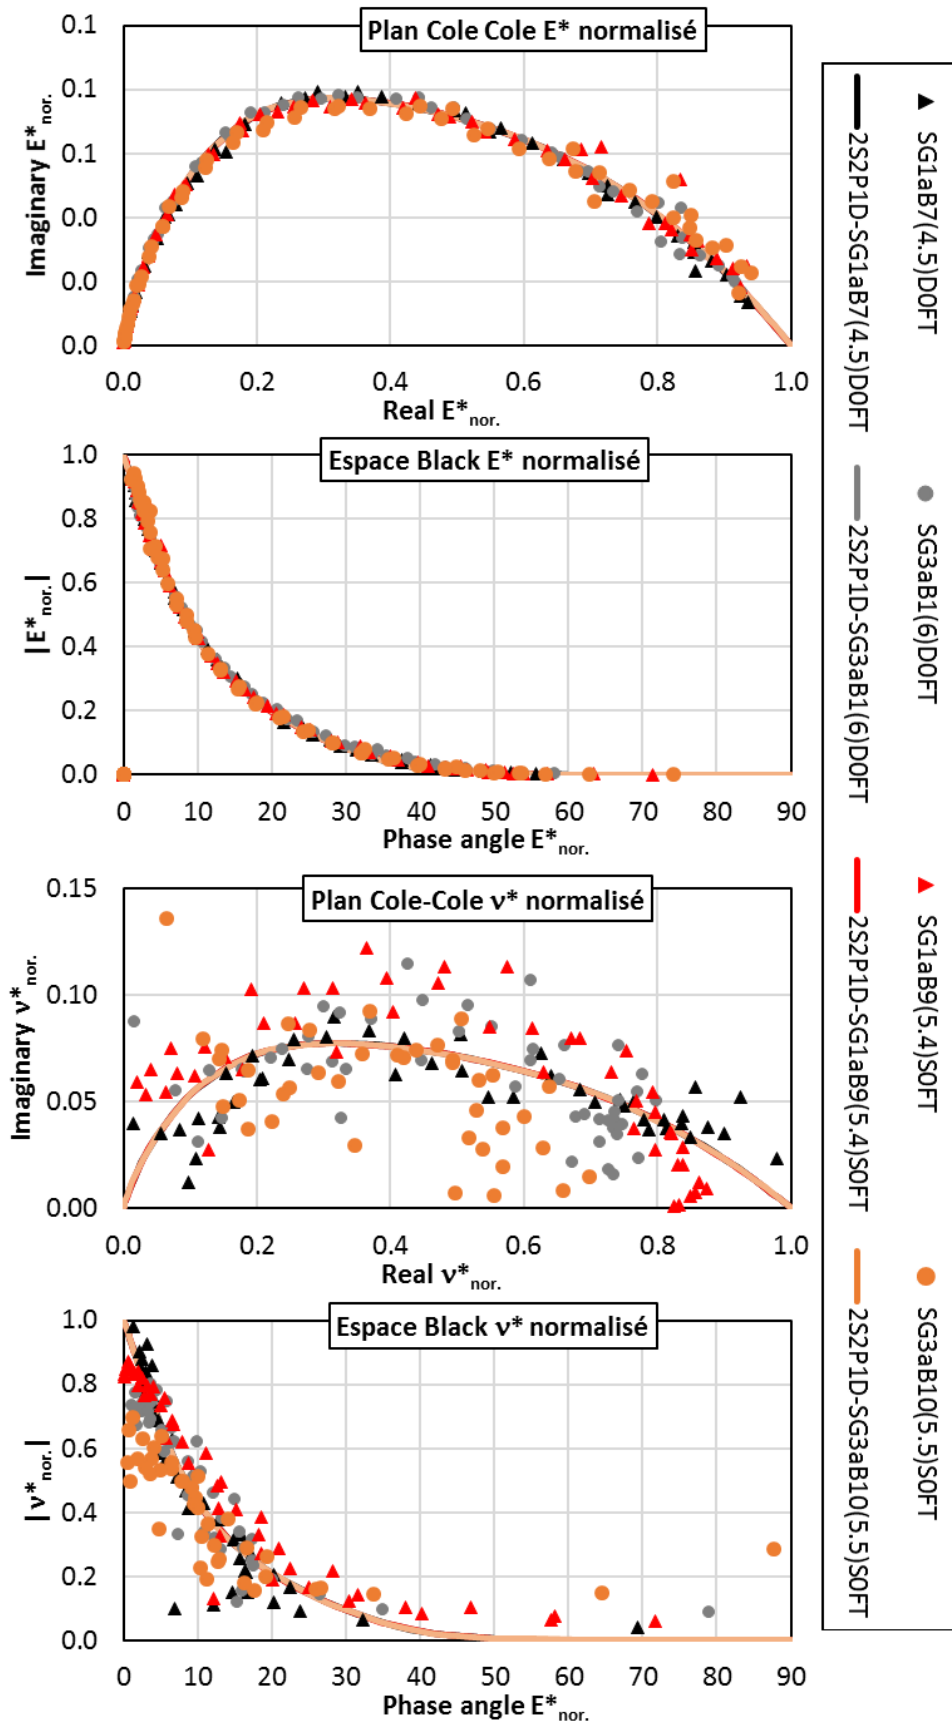 Plan Cole Cole E* normalisé
Imaginary E*nor.
0.1
0.1
0.1
0.0
0.0
0.0
0.0 0.2 0.4 0.6 0.8 1.0
Real E*nor.
Espace Black E* normalisé
|E*nor.|
1.0
0.8
0.6
0.4
0.2
0.0
0 10 20 30 40 50 60 70 80 90
Phase angle E*nor.
Plan Cole-Cole ν* normalisé
Imaginary ν*nor.
0.15
0.10
0.05
0.00
0.0 0.2 0.4 0.6 0.8 1.0
Real ν*nor.
Espace Black ν* normalisé
|ν*nor.|
1.0
0.8
0.6
0.4
0.2
0.0
0 10 20 30 40 50 60 70 80 90
Phase angle E*nor.
SG1aB7(4.5)D0FT
SG3aB1(6)D0FT
SG1aB9(5.4)S0FT
SG3aB10(5.5)S0FT
2S2P1D-SG1aB7(4.5)D0FT
2S2P1D-SG3aB1(6)D0FT
2S2P1D-SG1aB9(5.4)S0FT
2S2P1D-SG3aB10(5.5)S0FT